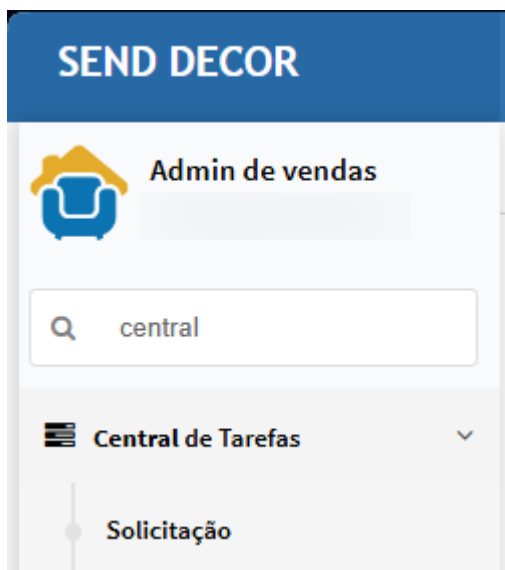 SEND DECOR
Admin de vendas
central
Central de Tarefas
Solicitação